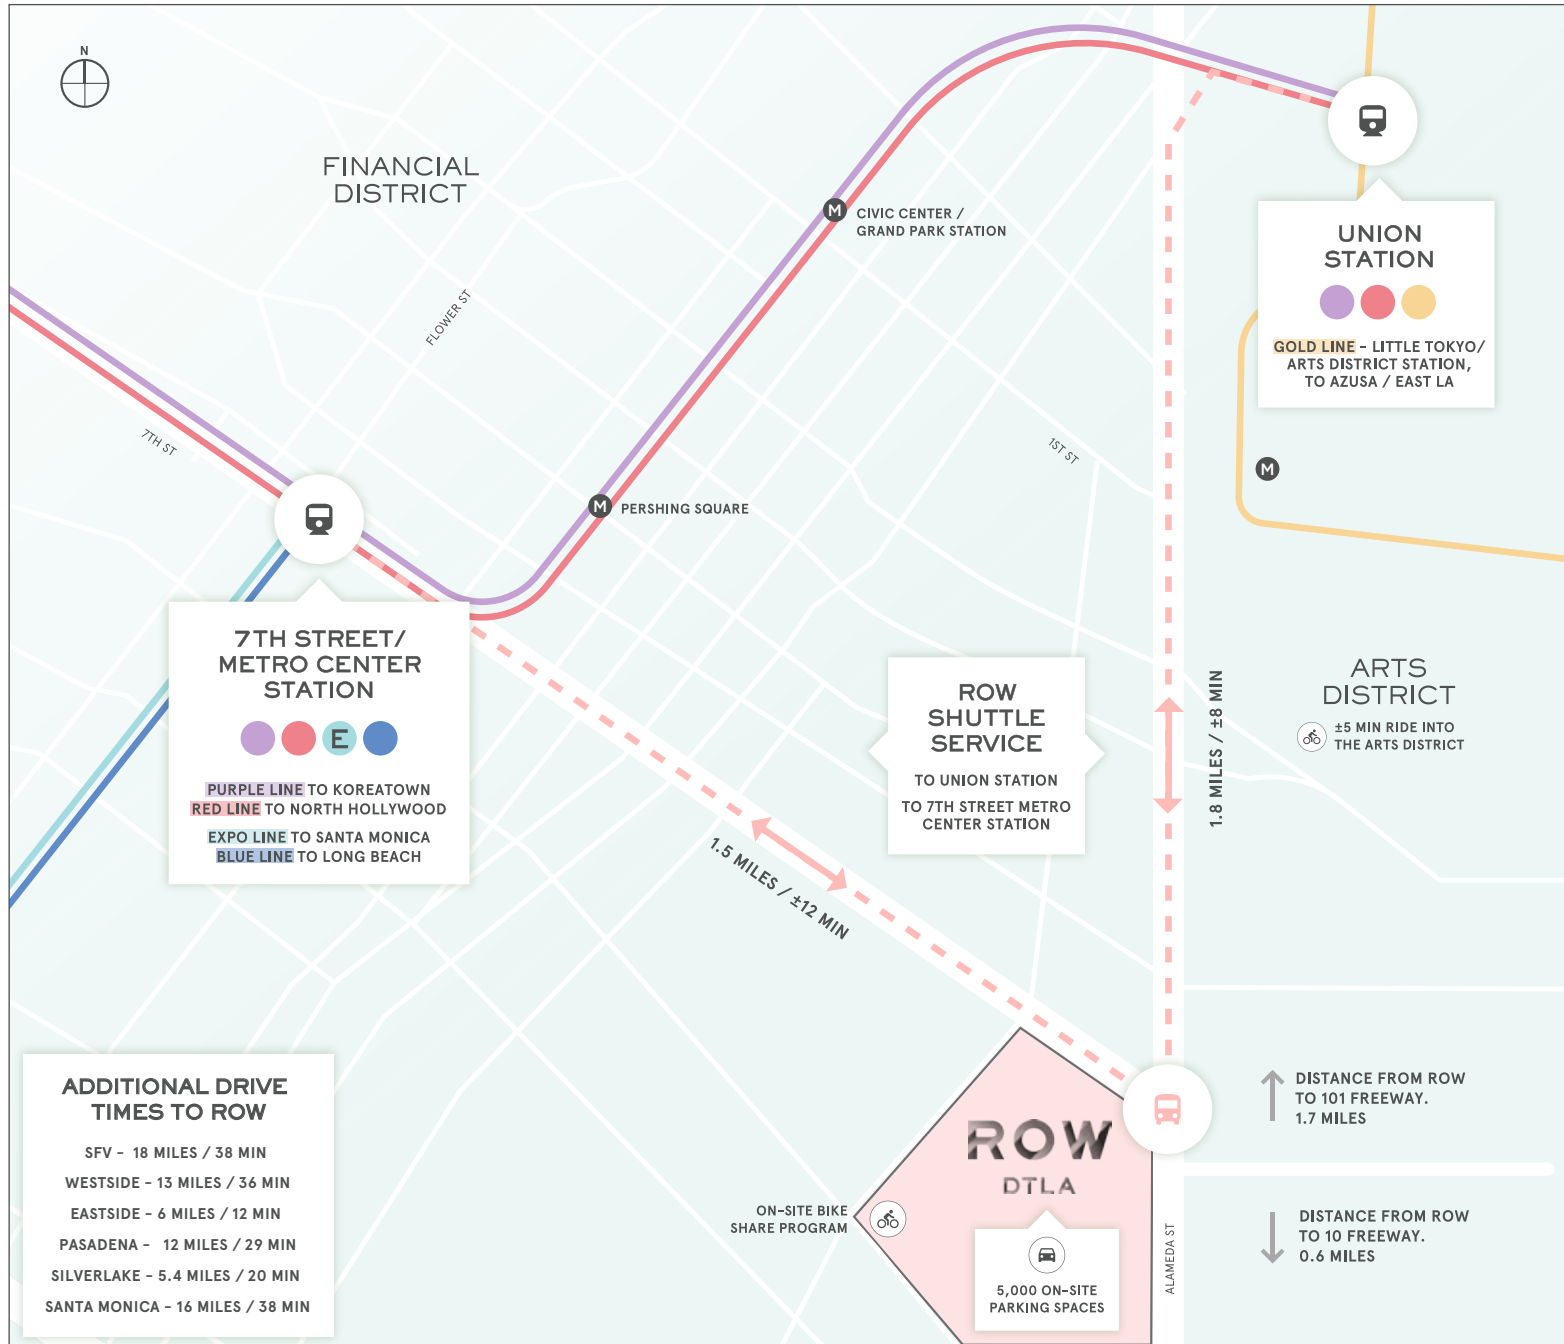 N
FINANCIAL
DISTRICT
CIVIC CENTER /
GRAND PARK STATION
M
UNION
STATION
GOLD LINE - LITTLE TOKYO/
ARTS DISTRICT STATION,
TO AZUSA / EAST LA
FLOWER ST
7TH ST
1ST ST
M
M
PERSHING SQUARE
7TH STREET/
METRO CENTER
STATION
E
PURPLE LINE TO KOREATOWN
RED LINE TO NORTH HOLLYWOOD
EXPO LINE TO SANTA MONICA
BLUE LINE TO LONG BEACH
ROW
SHUTTLE
SERVICE
TO UNION STATION
TO 7TH STREET METRO
CENTER STATION
1.8 MILES / ±8 MIN
ARTS
DISTRICT
±5 MIN RIDE INTO
THE ARTS DISTRICT
1.5 MILES / ±12 MIN
ADDITIONAL DRIVE
TIMES TO ROW
SFV - 18 MILES / 38 MIN
WESTSIDE - 13 MILES / 36 MIN
EASTSIDE - 6 MILES / 12 MIN
PASADENA - 12 MILES / 29 MIN
SILVERLAKE - 5.4 MILES / 20 MIN
SANTA MONICA - 16 MILES / 38 MIN
ROW
DTLA
ON-SITE BIKE
SHARE PROGRAM
5,000 ON-SITE
PARKING SPACES
ALAMEDA ST
DISTANCE FROM ROW
TO 101 FREEWAY.
1.7 MILES
DISTANCE FROM ROW
TO 10 FREEWAY.
0.6 MILES